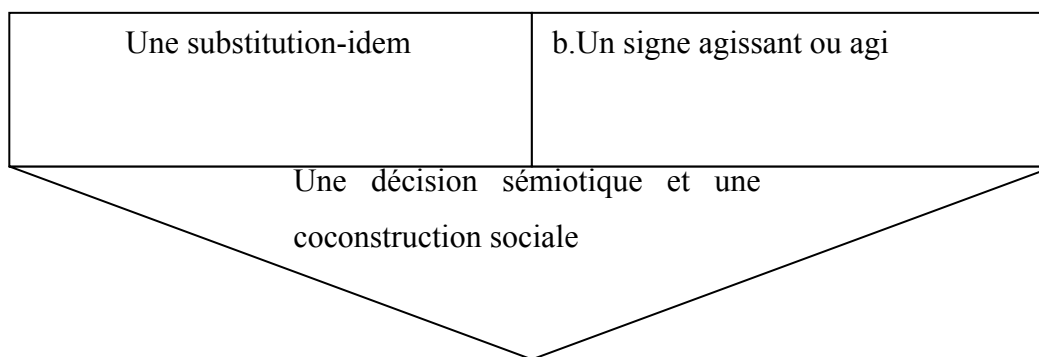 Une substitution-idem
b.Un signe agissant ou agi
Une décision sémiotique et une
coconstruction sociale